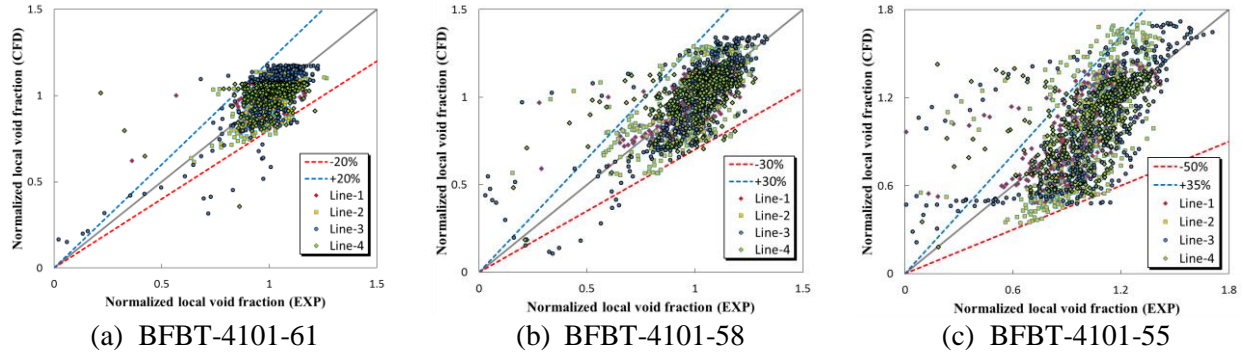 Normalized local void fraction (CFD)
1.5
1
0.5
0
0
0.5
1
1.5
Normalized local void fraction (EXP)
-20%
+20%
Line-1
Line-2
Line-3
Line-4
(a) BFBT-4101-61
Normalized local void fraction (CFD)
1.5
1
0.5
0
0
0.5
1
1.5
Normalized local void fraction (EXP)
-30%
+30%
Line-1
Line-2
Line-3
Line-4
(b) BFBT-4101-58
Normalized local void fraction (CFD)
1.8
1.2
0.6
0
0
0.6
1.2
1.8
Normalized local void fraction (EXP)
-50%
+35%
Line-1
Line-2
Line-3
Line-4
(c) BFBT-4101-55